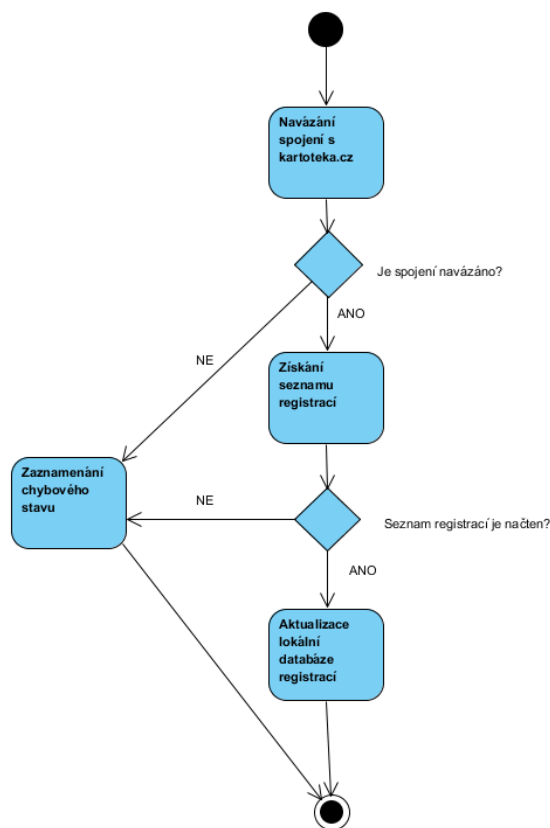 Navázání
spojení s
kartoteka.cz
Je spojení navázáno?
ANO
NE
Získání
seznamu
registrací
Zaznamenání
chybového
stavu
NE
Seznam registrací je načten?
ANO
Aktualizace
lokální
databáze
registrací